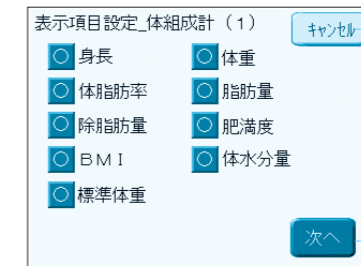 表示項目設定_体組成計（1）
キャンセル
身長
体重
体脂肪率
脂肪量
除脂肪量
肥満度
ＢＭＩ
体水分量
標準体重
次へ